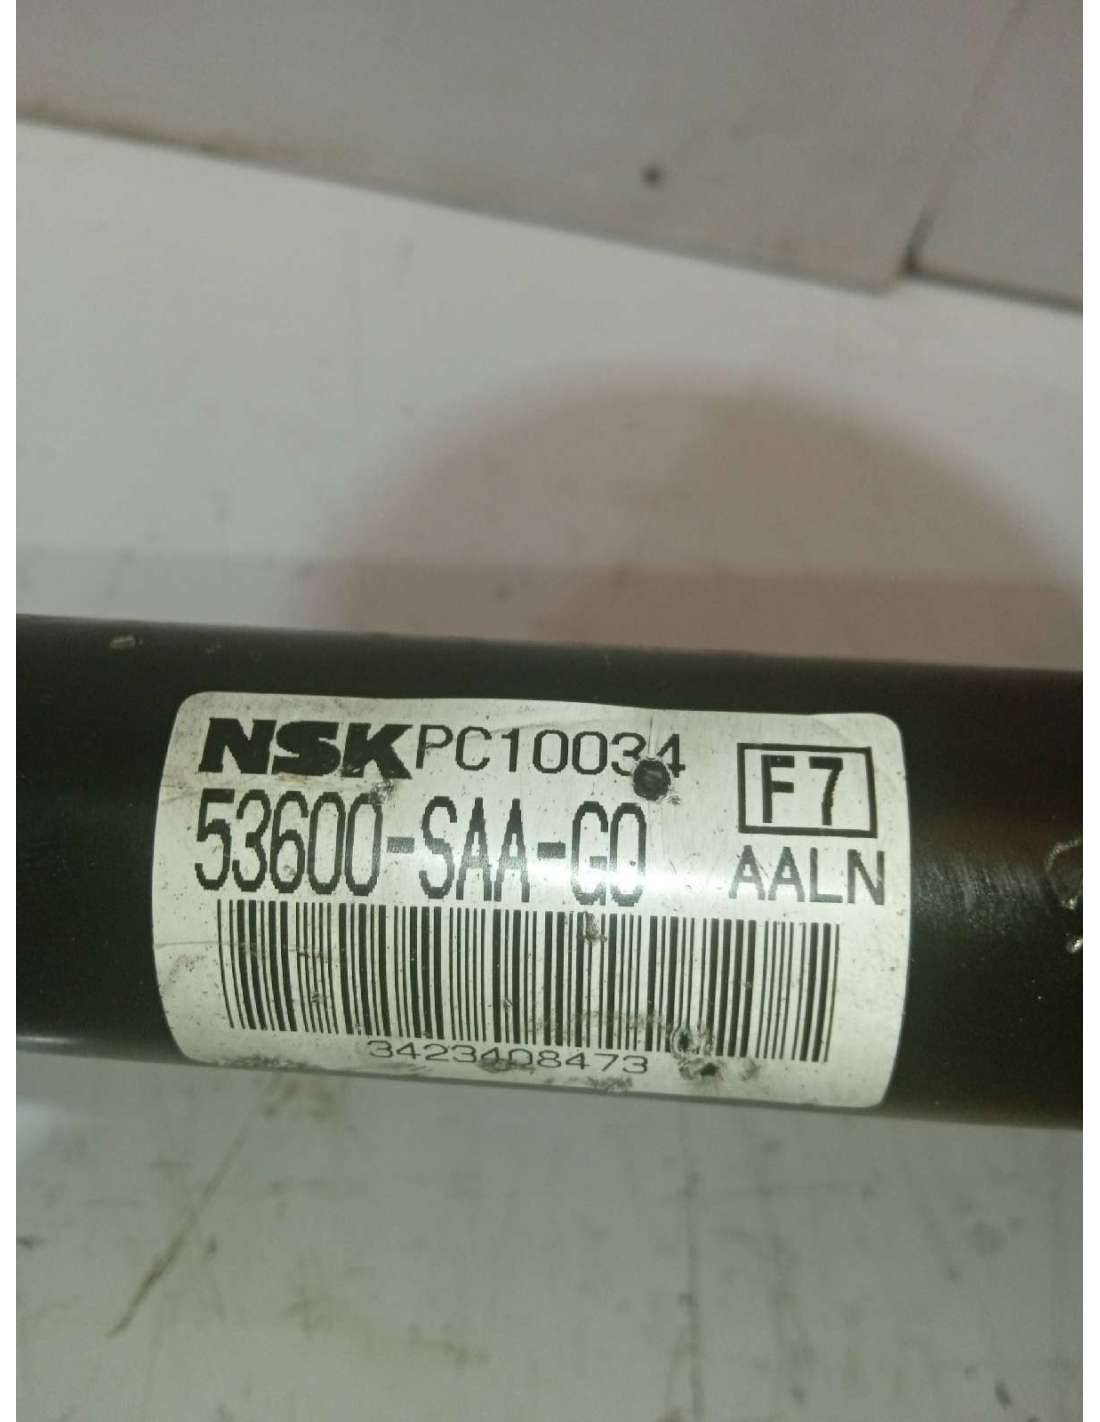 NSK PC10034
53600-SAA-G0
F7
AALN
3423408473